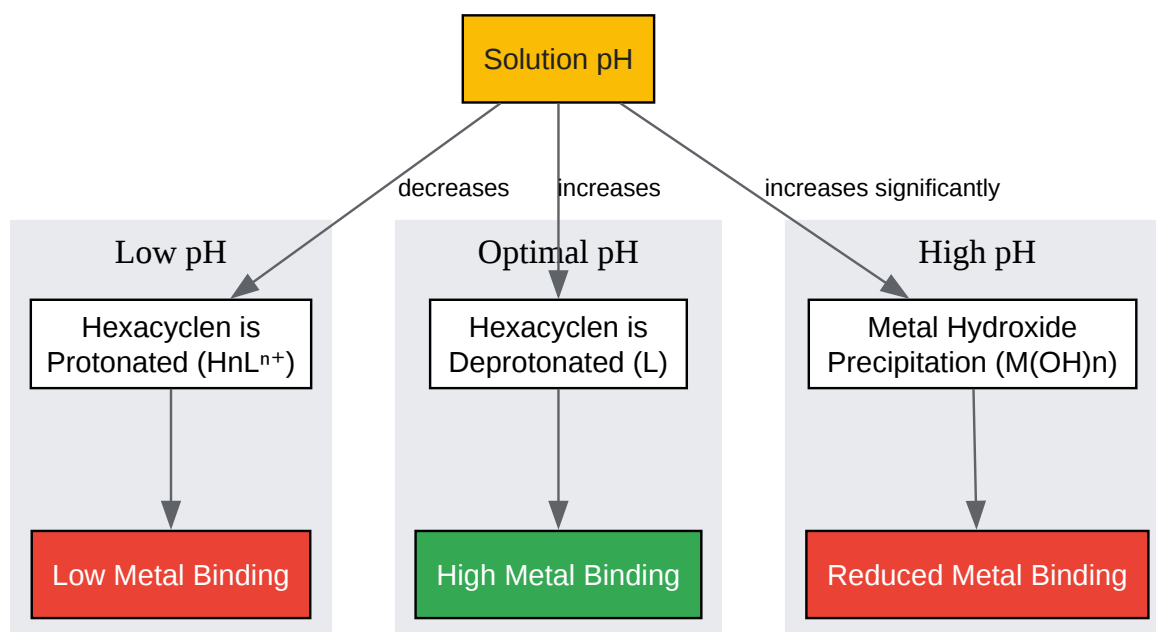 Solution pH
decreases
increases
increases significantly
Low pH
Optimal pH
High pH
Hexacyclen is
Protonated (HnLⁿ⁺)
Hexacyclen is
Deprotonated (L)
Metal Hydroxide
Precipitation (M(OH)n)
Low Metal Binding
High Metal Binding
Reduced Metal Binding